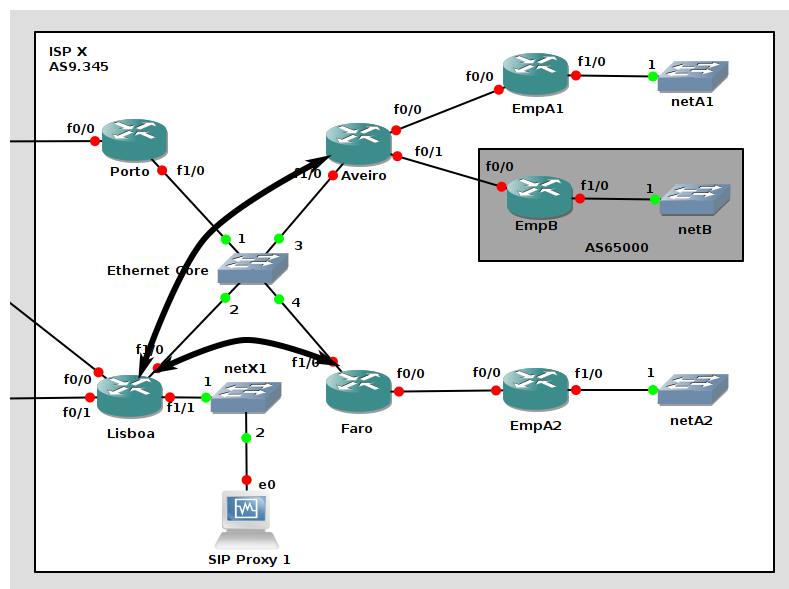 ISP X
AS9.345
f0/0
Porto
f1/0
f0/0
f0/1
f1/0
Aveiro
f0/0
f1/0
EmpA1
1
netA1
f0/0
f1/0
EmpB
1
netB
AS65000
1
3
Ethernet Core
2
4
f1/0
f0/0
f0/1
f1/1
Lisboa
netX1
1
2
f1/0
Faro
f0/0
f0/0
f1/0
EmpA2
1
netA2
e0
SIP Proxy 1